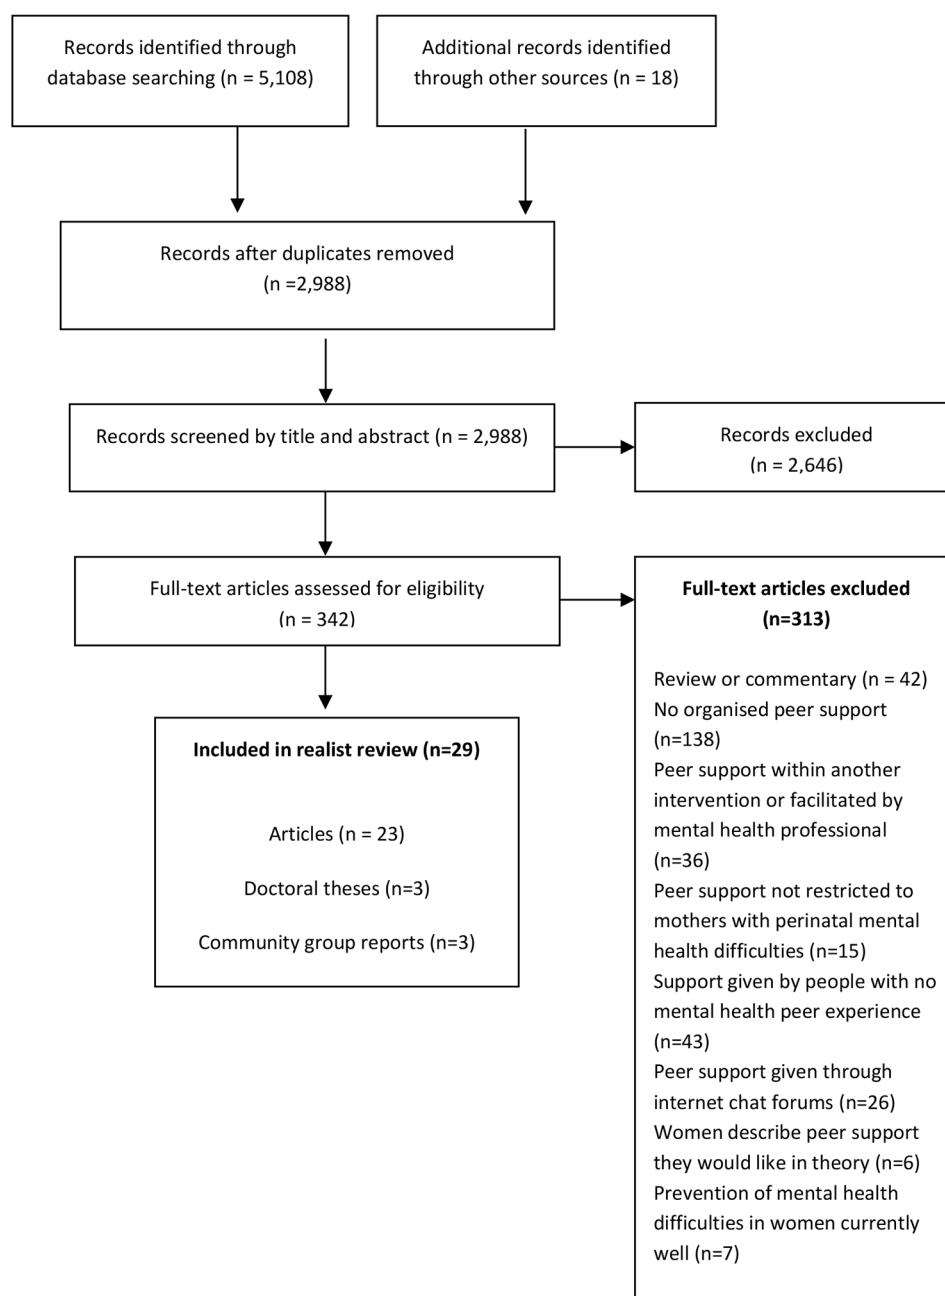 Records identified through
database searching (n = 5,108)
Additional records identified
through other sources (n = 18)
Records after duplicates removed
(n =2,988)
Records screened by title and abstract (n = 2,988)
Records excluded
(n = 2,646)
Full-text articles assessed for eligibility
(n = 342)
Full-text articles excluded
(n=313)
Review or commentary (n = 42)
No organised peer support
(n=138)
Peer support within another
intervention or facilitated by
mental health professional
(n=36)
Peer support not restricted to
mothers with perinatal mental
health difficulties (n=15)
Support given by people with no
mental health peer experience
(n=43)
Peer support given through
internet chat forums (n=26)
Women describe peer support
they would like in theory (n=6)
Prevention of mental health
difficulties in women currently
well (n=7)
Included in realist review (n=29)
Articles (n = 23)
Doctoral theses (n=3)
Community group reports (n=3)